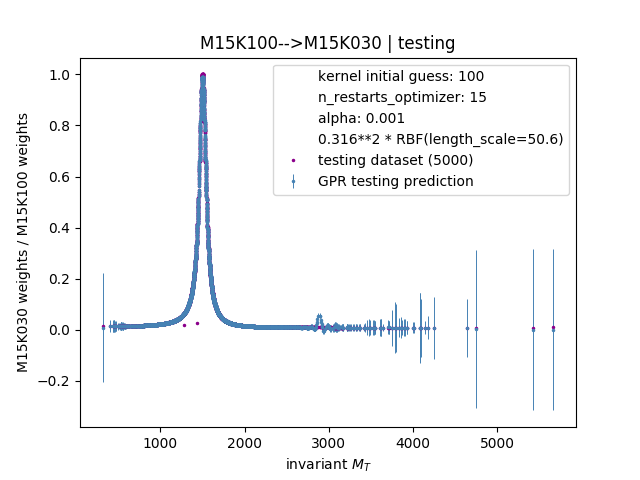 M15K100-->M15K030 | testing
kernel initial guess: 100
n_restarts_optimizer: 15
alpha: 0.001
0.316**2 * RBF(length_scale=50.6)
testing dataset (5000)
GPR testing prediction
M15K030 weights / M15K100 weights
1.0
0.8
0.6
0.4
0.2
0.0
−0.2
1000 2000 3000 4000 5000
invariant M_T